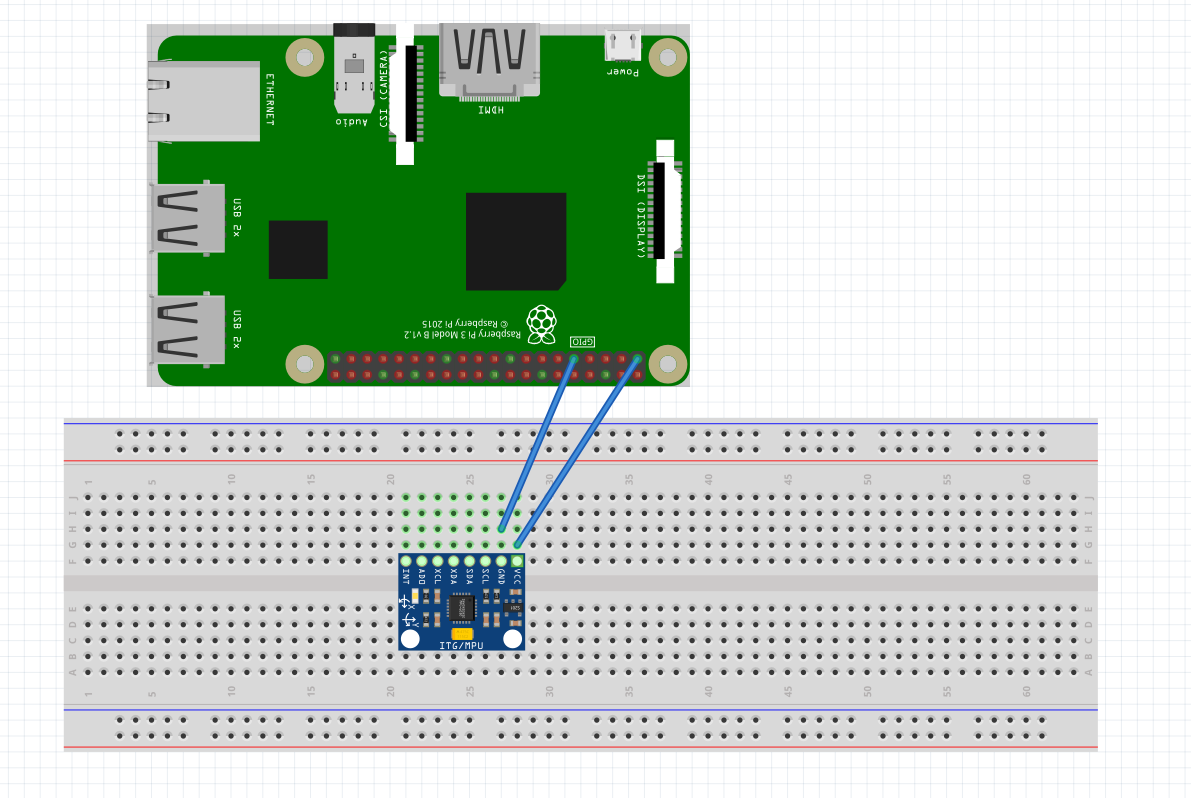 Power
ETHERNET
CSI (CAMERA)
HDMI
Audio
DSI (DISPLAY)
USB 2x
USB 2x
© Raspberry Pi 2015
Raspberry Pi 3 Model B v1.2
GPIO
1 5 10 15 20 25 30 35 40 45 50 55 60
J J
I I
H H
G G
F F
INT ADO XCL XDA SDA SCL GND VCC
X
Y
ITG/MPU
E E
D D
C C
B B
A A
1 5 10 15 20 25 30 35 40 45 50 55 60